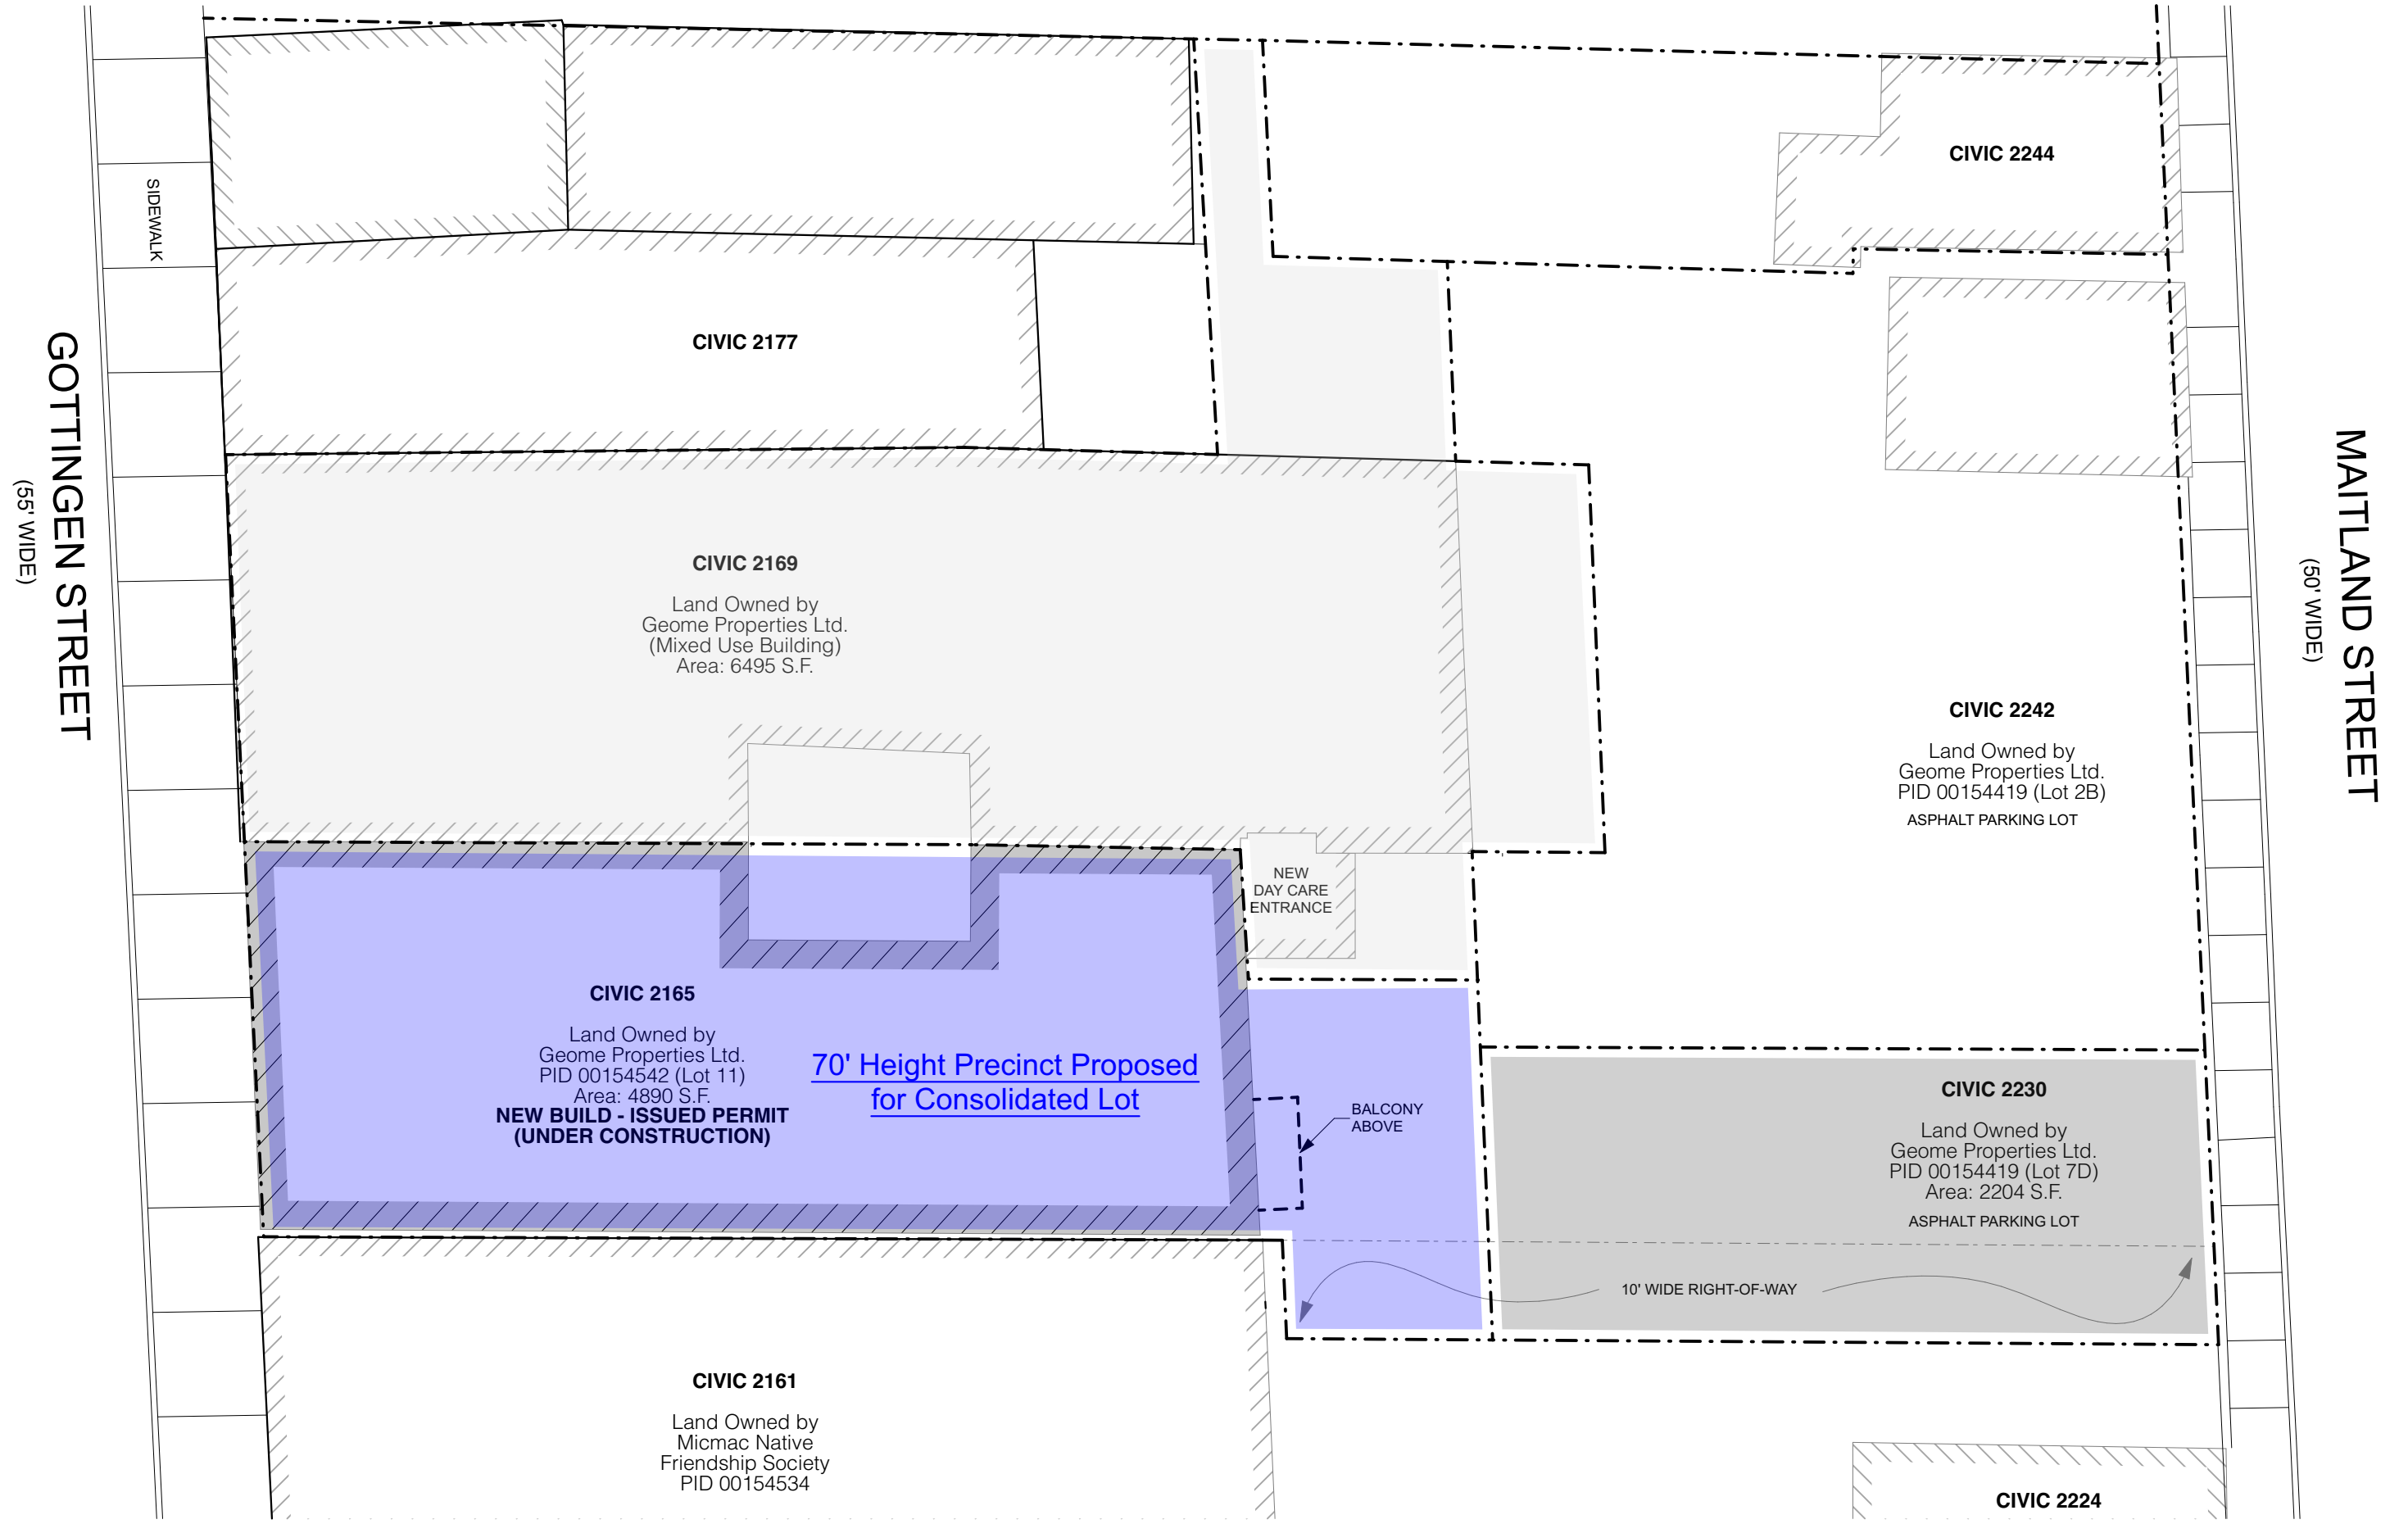 SIDEWALK
GOTTINGEN STREET
(55' WIDE)
CIVIC 2244
CIVIC 2177
MAITLAND STREET
(50' WIDE)
CIVIC 2169
Land Owned by
Geome Properties Ltd.
(Mixed Use Building)
Area: 6495 S.F.
CIVIC 2242
Land Owned by
Geome Properties Ltd.
PID 00154419 (Lot 2B)
ASPHALT PARKING LOT
NEW
DAY CARE
ENTRANCE
CIVIC 2165
Land Owned by
Geome Properties Ltd.
PID 00154542 (Lot 11)
Area: 4890 S.F.
NEW BUILD - ISSUED PERMIT
(UNDER CONSTRUCTION)
70' Height Precinct Proposed
for Consolidated Lot
BALCONY
ABOVE
CIVIC 2230
Land Owned by
Geome Properties Ltd.
PID 00154419 (Lot 7D)
Area: 2204 S.F.
ASPHALT PARKING LOT
10' WIDE RIGHT-OF-WAY
CIVIC 2161
Land Owned by
Micmac Native
Friendship Society
PID 00154534
CIVIC 2224